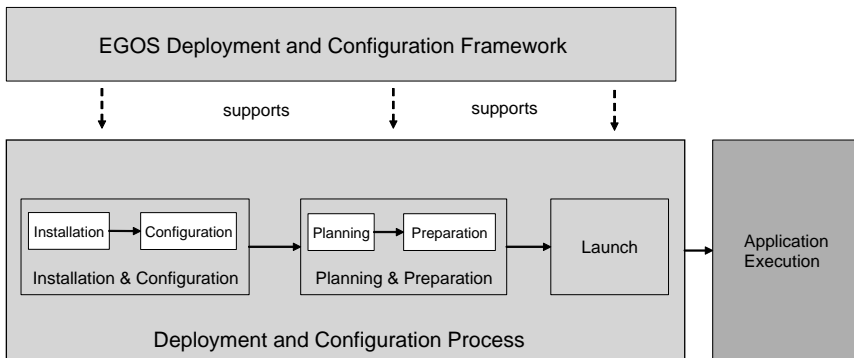 EGOS Deployment and Configuration Framework
supports
supports
Installation
Configuration
Installation & Configuration
Planning
Preparation
Planning & Preparation
Launch
Application
Execution
Deployment and Configuration Process